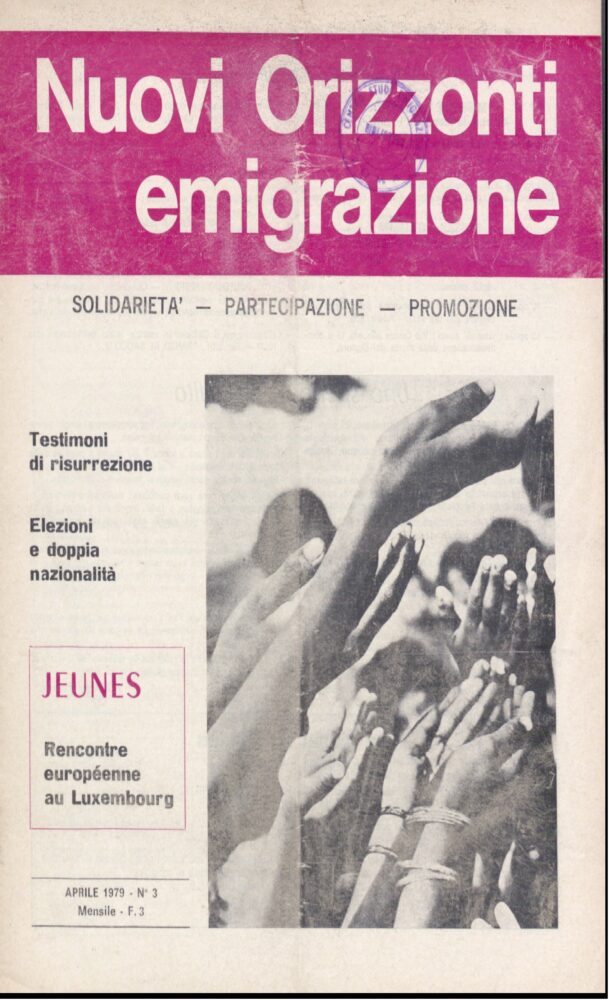 Nuovi Orizzonti
emigrazione
SOLIDARIETA' — PARTECIPAZIONE — PROMOZIONE
Testimoni
di risurrezione
Elezioni
e doppia
nazionalità
JEUNES
Rencontre
européenne
au Luxembourg
APRILE 1979 - N° 3
Mensile - F. 3